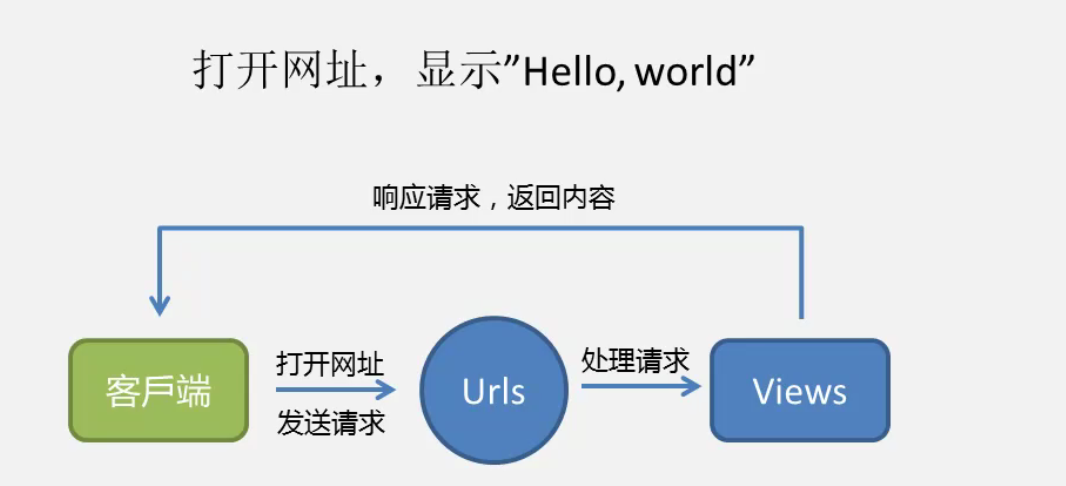 打开网址，显示”Hello, world”
响应请求，返回内容
打开网址
处理请求
客戶端
Urls
Views
发送请求